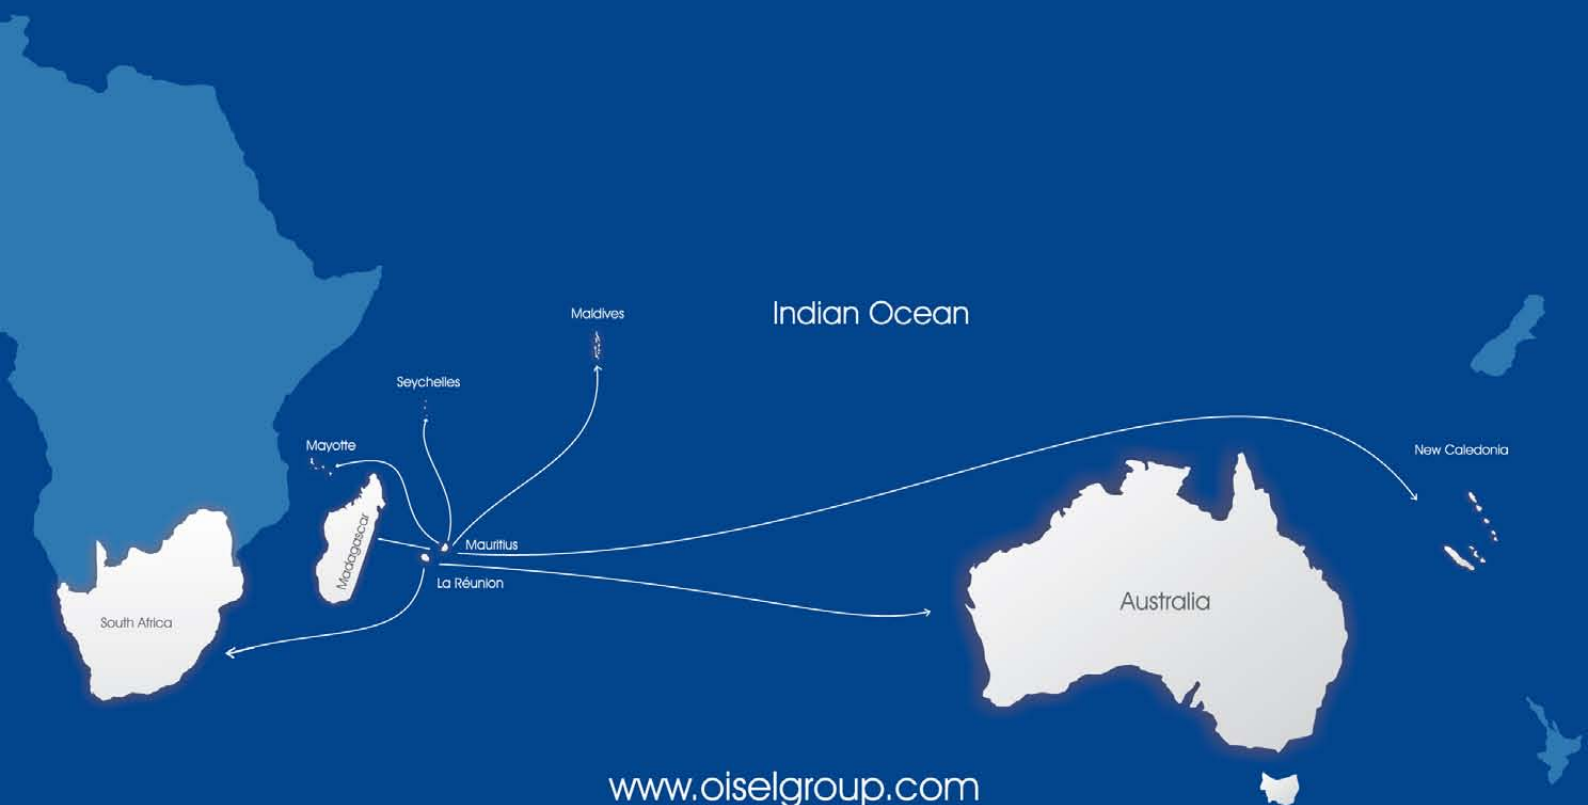 Maldives
Indian Ocean
Seychelles
Mayotte
New Caledonia
Madagascar
Mauritius
La Réunion
Australia
South Africa
www.oiselgroup.com